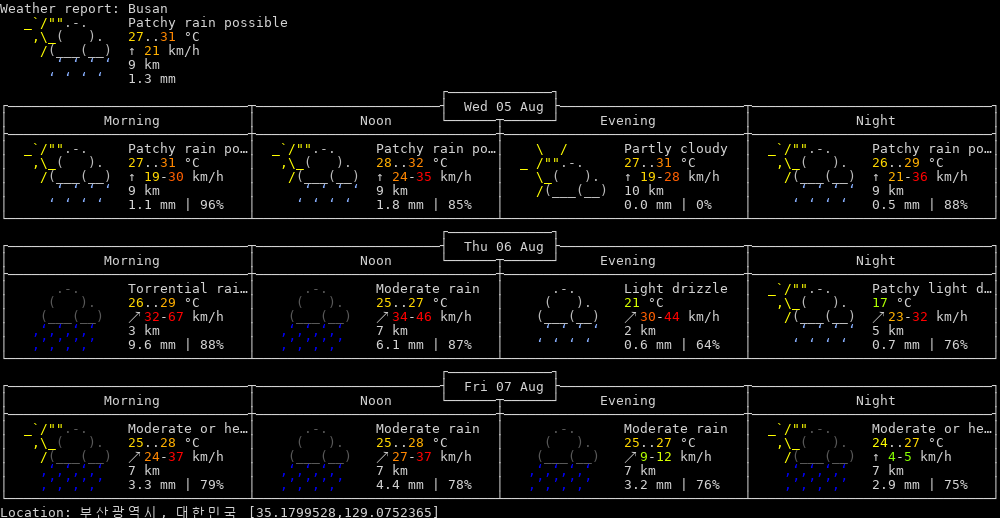 Weather report: Busan
Patchy rain possible
27..31 °C
↑ 21 km/h
9 km
1.3 mm
Wed 05 Aug
Morning Noon Evening Night
Patchy rain po… Patchy rain po… Partly cloudy Patchy rain po…
27..31 °C 28..32 °C 27..31 °C 26..29 °C
↑ 19-30 km/h ↑ 24-35 km/h ↑ 19-28 km/h ↑ 21-36 km/h
9 km 9 km 10 km 9 km
1.1 mm | 96% 1.8 mm | 85% 0.0 mm | 0% 0.5 mm | 88%
Thu 06 Aug
Morning Noon Evening Night
Torrential rai… Moderate rain Light drizzle Patchy light d…
26..29 °C 25..27 °C 21 °C 17 °C
↗ 32-67 km/h ↗ 34-46 km/h ↗ 30-44 km/h ↗ 23-32 km/h
3 km 7 km 2 km 5 km
9.6 mm | 88% 6.1 mm | 87% 0.6 mm | 64% 0.7 mm | 76%
Fri 07 Aug
Morning Noon Evening Night
Moderate or he… Moderate rain Moderate rain Moderate or he…
25..28 °C 25..28 °C 25..27 °C 24..27 °C
↗ 24-37 km/h ↗ 27-37 km/h ↗ 9-12 km/h ↑ 4-5 km/h
7 km 7 km 7 km 7 km
3.3 mm | 79% 4.4 mm | 78% 3.2 mm | 76% 2.9 mm | 75%
Location: 부산광역시, 대한민국 [35.1799528,129.0752365]